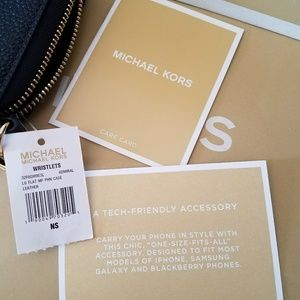 MICHAEL KORS
CARE CARD
S
MICHAEL
MICHAEL KORS
WRISTLETS
ADMIRAL
LG FLAT MF PHN CASE
LEATHER
NS
A TECH-FRIENDLY ACCESSORY
CARRY YOUR PHONE IN STYLE WITH
THIS CHIC, "ONE-SIZE-FITS-ALL"
ACCESSORY, DESIGNED TO FIT MOST
MODELS OF IPHONE, SAMSUNG
GALAXY AND BLACKBERRY PHONES.